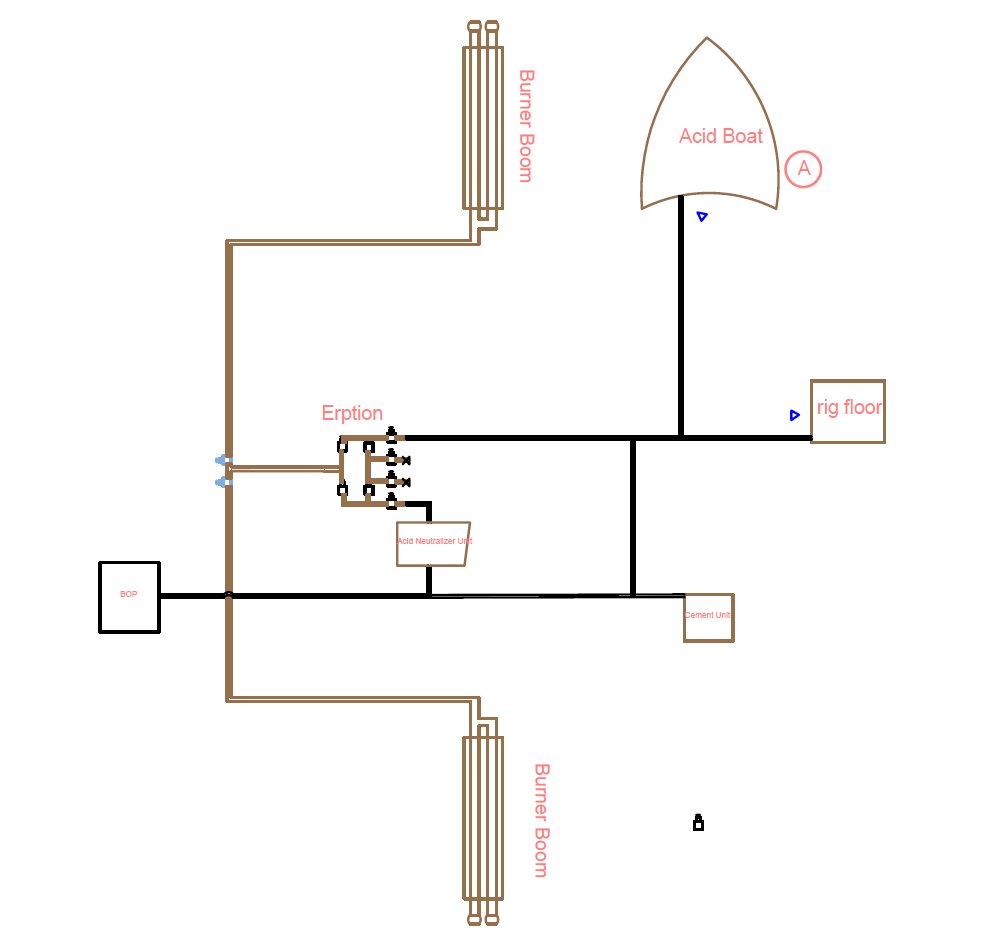 Burner Boom
Acid Boat
A
rig floor
Erption
Acid Neutralizer Unit
BOP
Cement Unit
Burner Boom